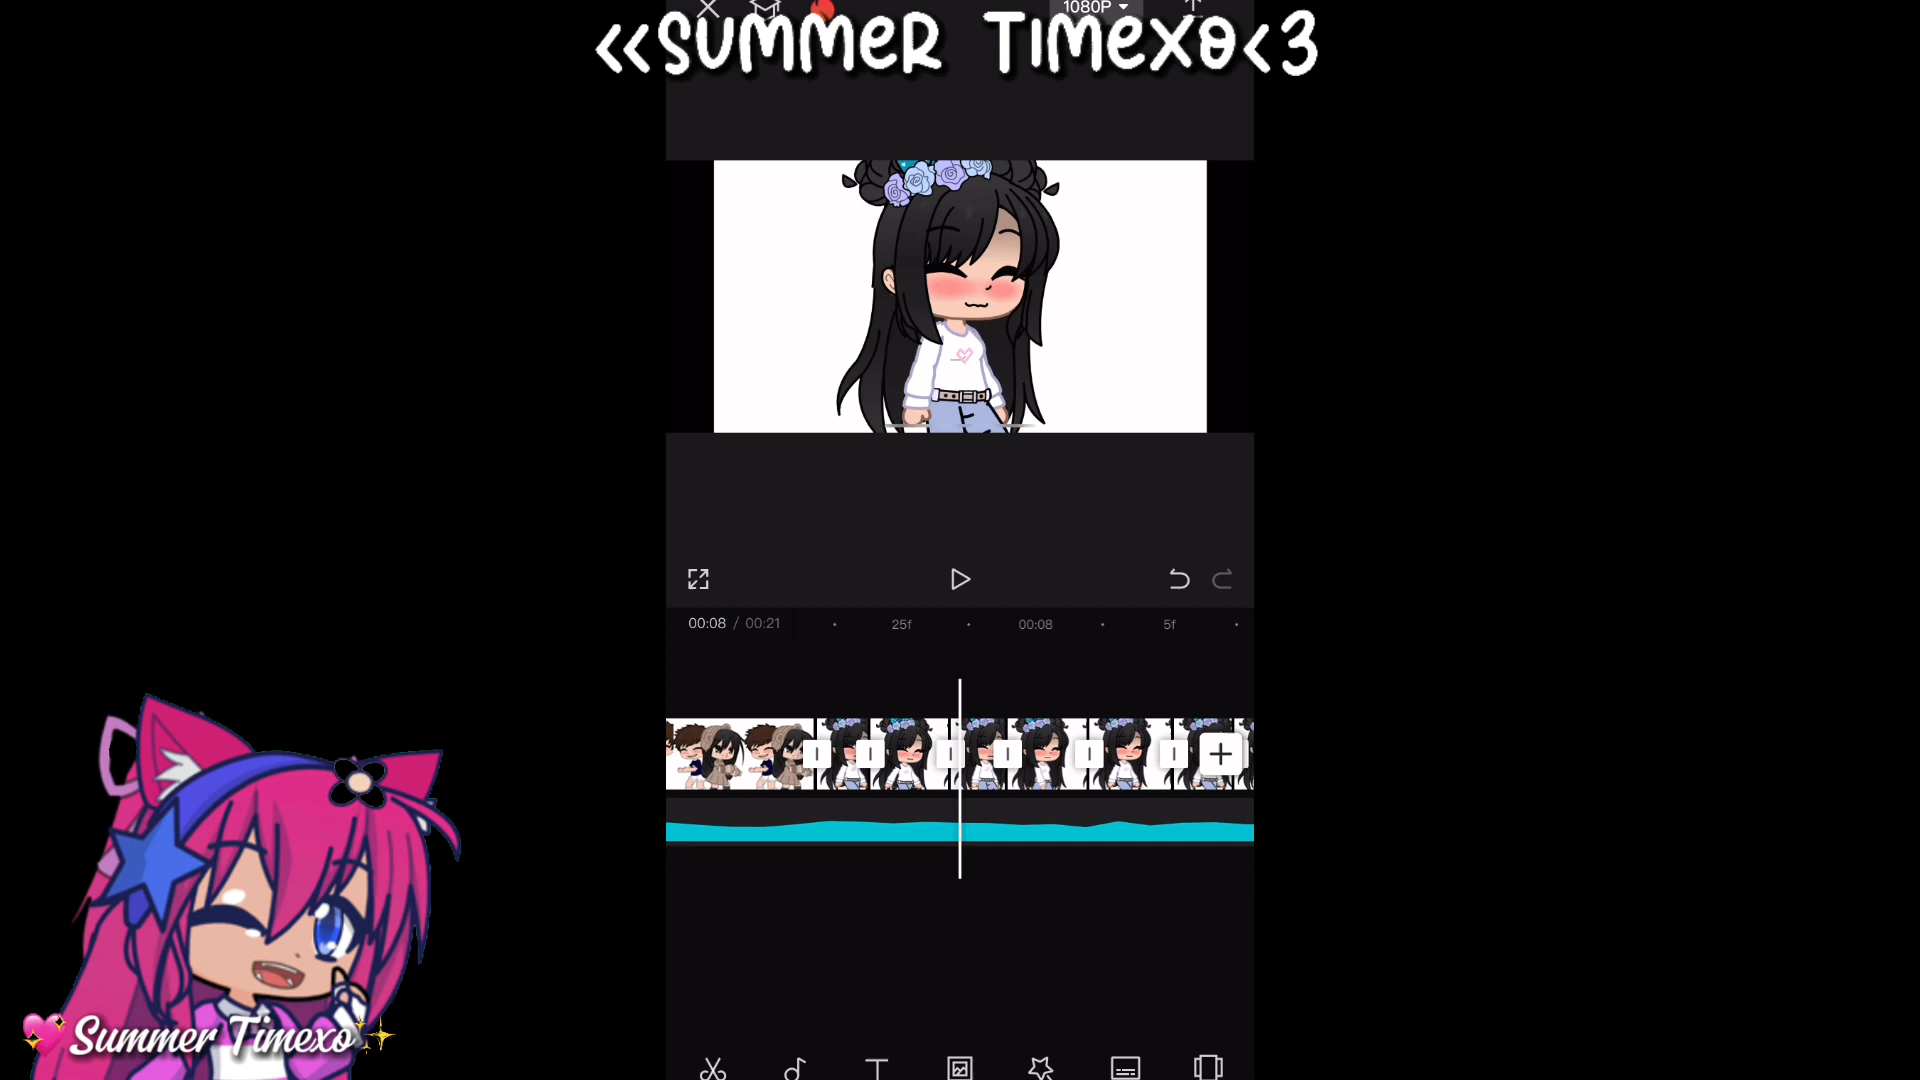 1080P
<<SUMMER TIMEXO<3
00:08 / 00:21
25f
00:08
5f
Summer Timexo